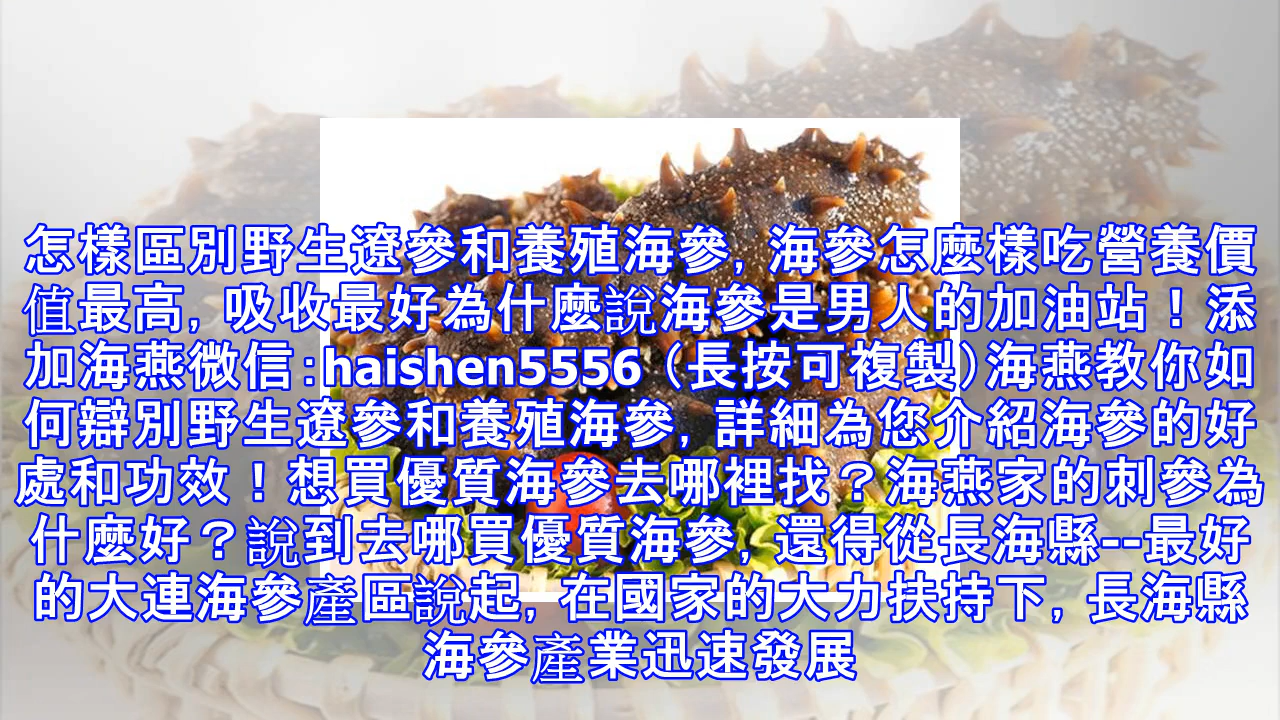 怎樣區別野生遼參和養殖海參, 海參怎麼樣吃營養價
值最高, 吸收最好為什麼說海參是男人的加油站！添
加海燕微信:haishen5556 (長按可複製)海燕教你如
何辯別野生遼參和養殖海參, 詳細為您介紹海參的好
處和功效！想買優質海參去哪裡找？海燕家的刺參為
什麼好？說到去哪買優質海參, 還得從長海縣--最好
的大連海參產區說起, 在國家的大力扶持下, 長海縣
海參產業迅速發展